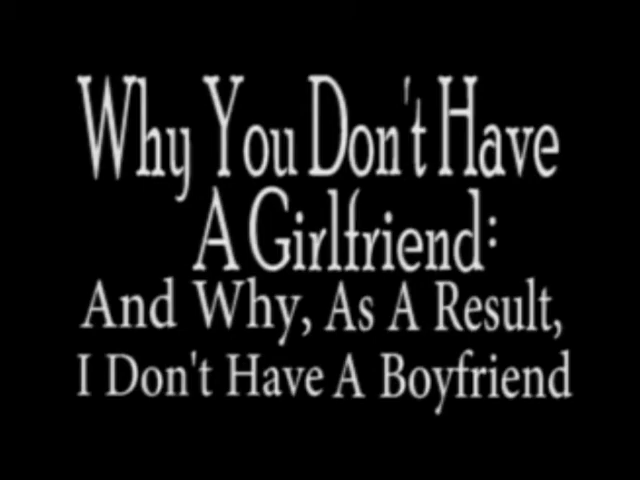 Why You Don't Have
A Girlfriend:
And Why, As A Result,
I Don't Have A Boyfriend